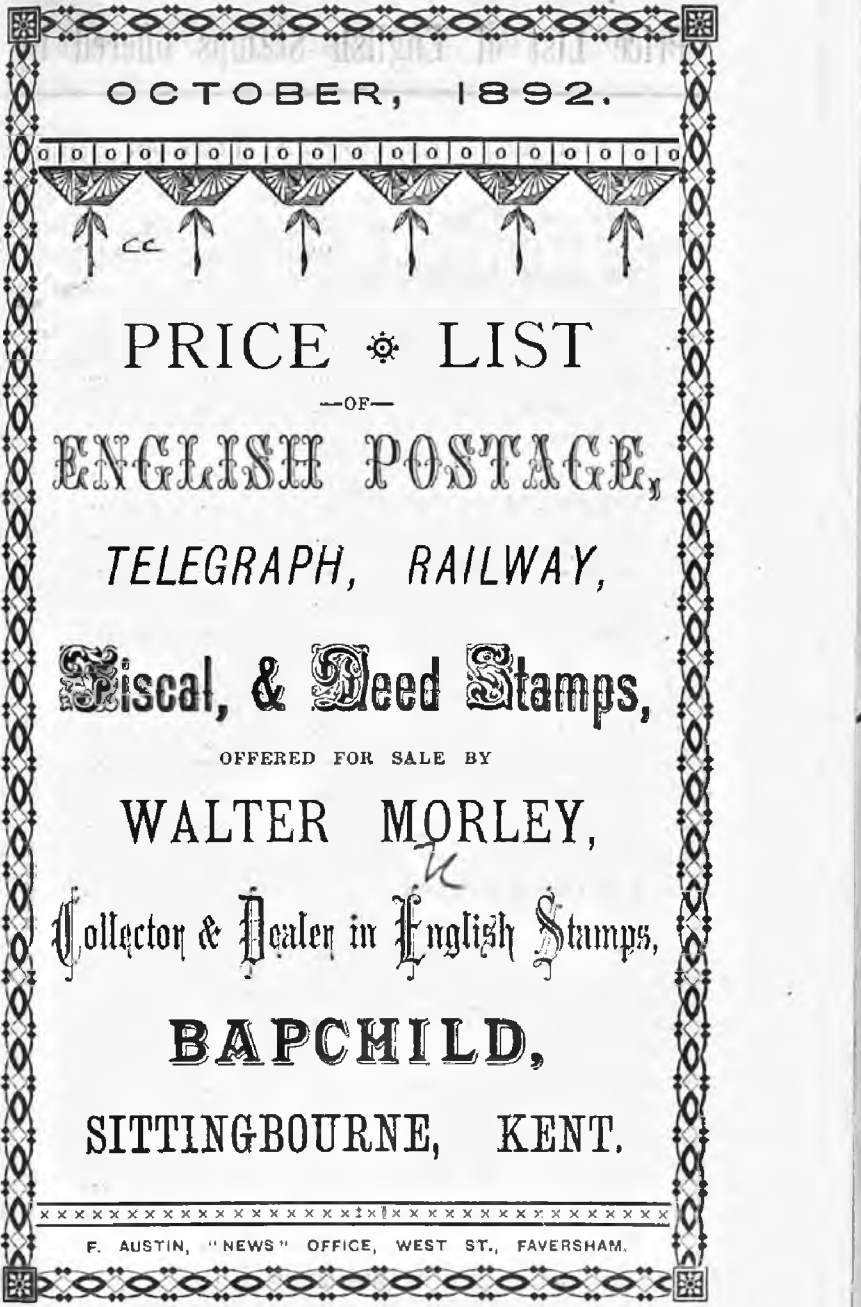 OCTOBER, 1892.
cc
PRICE LIST
—OF—
ENGLISH POSTAGE,
TELEGRAPH, RAILWAY,
Fiscal, & Deed Stamps,
OFFERED FOR SALE BY
WALTER MORLEY,
Collector & Dealer in English Stamps,
BAPCHILD,
SITTINGBOURNE, KENT.
F. AUSTIN, "NEWS" OFFICE, WEST ST., FAVERSHAM.